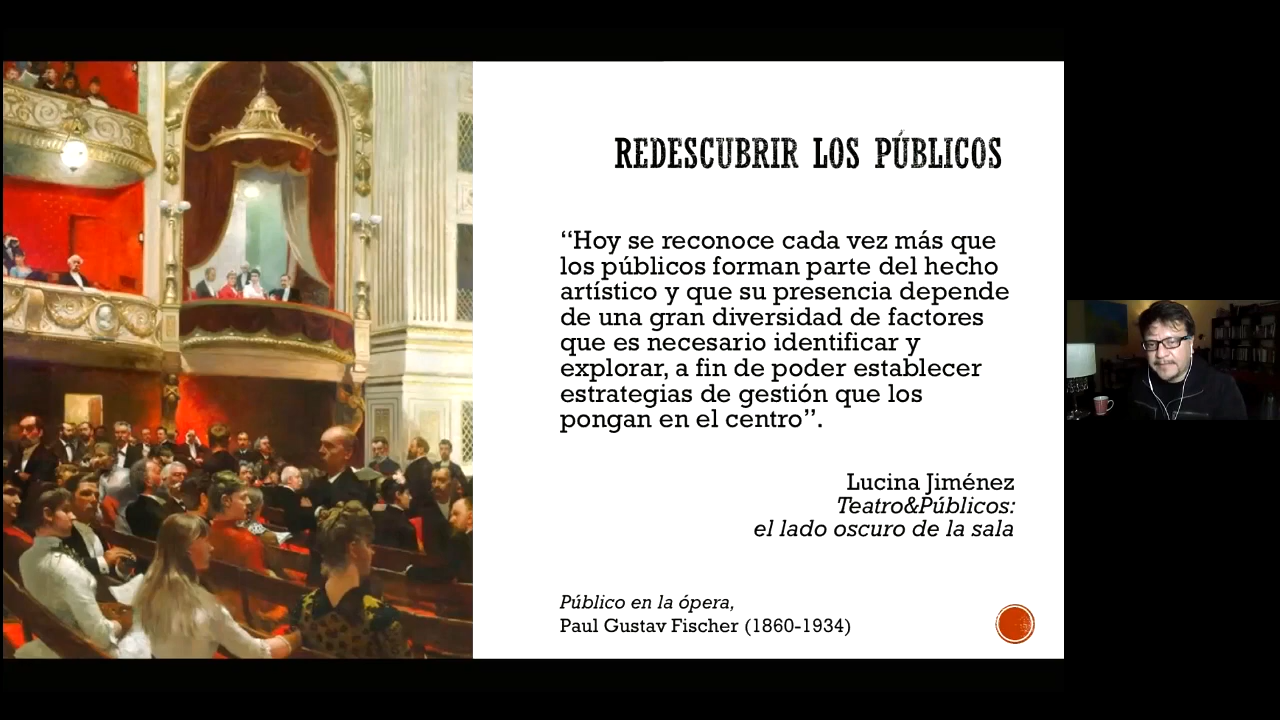 REDESCUBRIR LOS PÚBLICOS
“Hoy se reconoce cada vez más que
los públicos forman parte del hecho
artístico y que su presencia depende
de una gran diversidad de factores
que es necesario identificar y
explorar, a fin de poder establecer
estrategias de gestión que los
pongan en el centro”.
Lucina Jiménez
Teatro&Públicos:
el lado oscuro de la sala
Público en la ópera,
Paul Gustav Fischer (1860-1934)